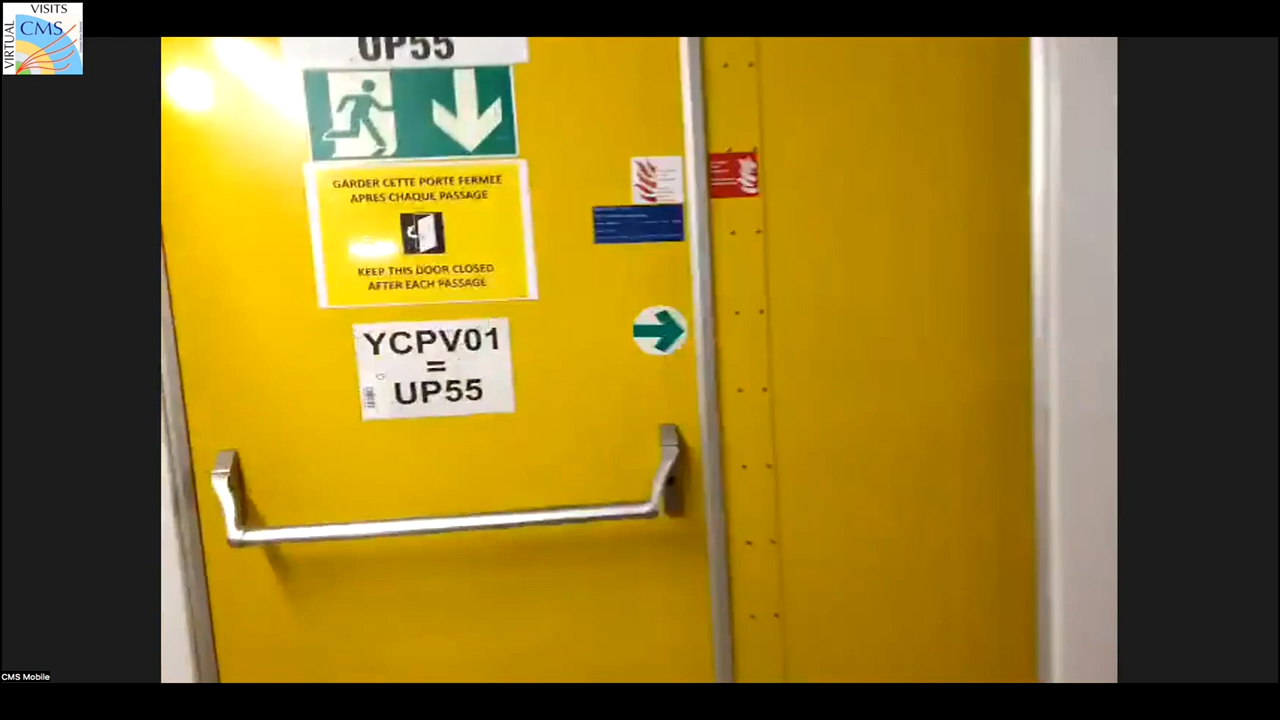 VISITS
VIRTUAL
CMS
UP55
GARDER CETTE PORTE FERMEE
APRES CHAQUE PASSAGE
KEEP THIS DOOR CLOSED
AFTER EACH PASSAGE
YCPV01
=
UP55
CMS Mobile